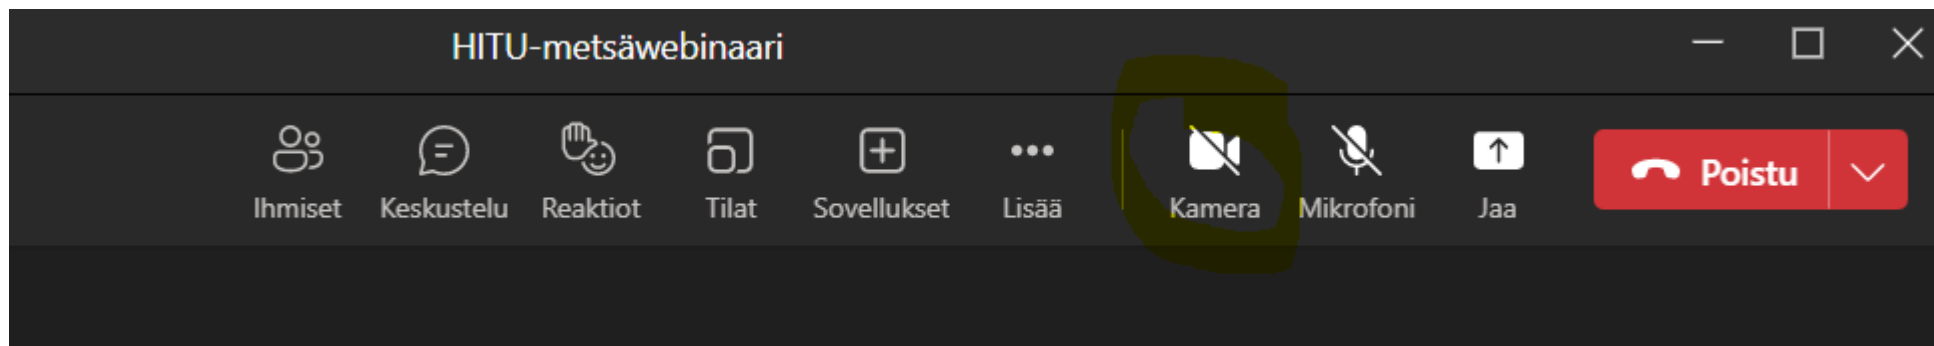 HITU-metsäwebinaari
Ihmiset Keskustelu Reaktiot Tilat Sovellukset Lisää Kamera Mikrofoni Jaa Poistu